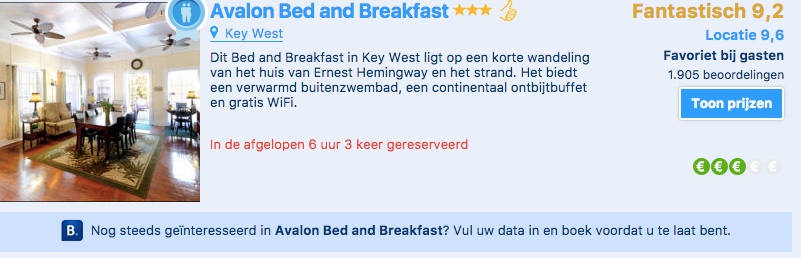 Avalon Bed and Breakfast
Fantastisch 9,2
Key West
Locatie 9,6
Favoriet bij gasten
1.905 beoordelingen
Dit Bed and Breakfast in Key West ligt op een korte wandeling
van het huis van Ernest Hemingway en het strand. Het biedt
een verwarmd buitenzwembad, een continentaal ontbijtbuffet
en gratis WiFi.
Toon prijzen
In de afgelopen 6 uur 3 keer gereserveerd
€ € € € €
B. Nog steeds geïnteresseerd in Avalon Bed and Breakfast? Vul uw data in en boek voordat u te laat bent.